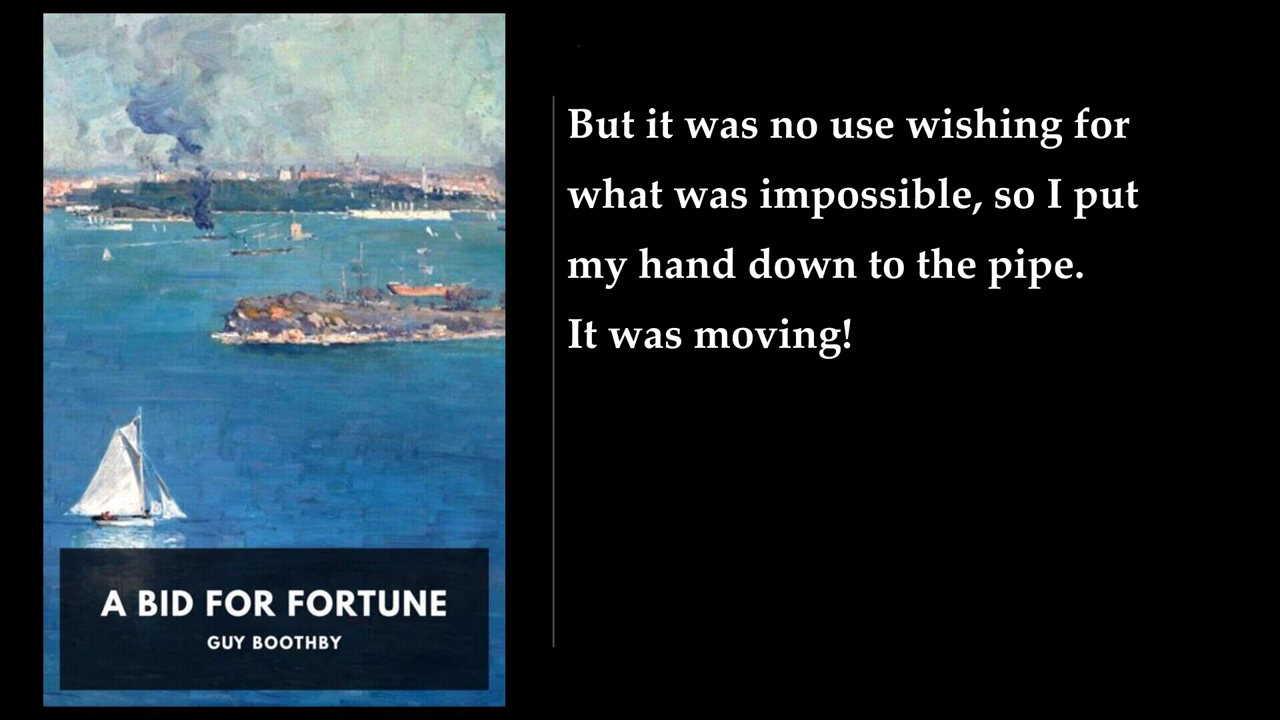 A BID FOR FORTUNE
GUY BOOTHBY
But it was no use wishing for
what was impossible, so I put
my hand down to the pipe.
It was moving!